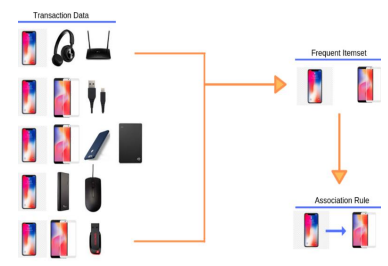 Transaction Data
Frequent Itemset
Association Rule